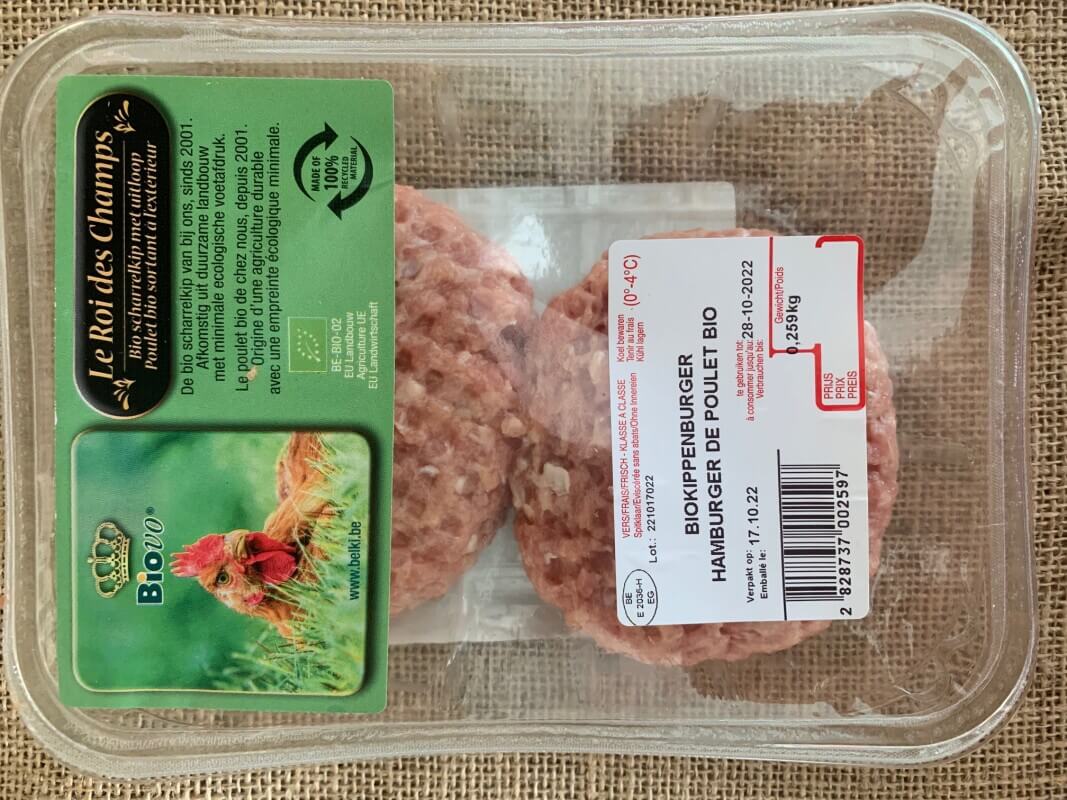 Le Roi des Champs
Bio scharrelkip met uitloop
Poulet bio sortant à l'exterieur
De bio scharrelkip van bij ons, sinds 2001.
Afkomstig uit duurzame landbouw
met minimale ecologische voetafdruk.
Le poulet bio de chez nous, depuis 2001.
Origine d'une agriculture durable
avec une empreinte écologique minimale.
MADE OF
100%
RECYCLED
MATERIAL
BE-BIO-02
EU Landbouw
Agriculture UE
EU Landwirtschaft
Biovo®
www.belki.be
BE
E 2036-H
EG
VERS/FRAIS/FRISCH - KLASSE A CLASSE
Spitklaar/Eviscérée sans abats/Ohne Innereien
Koel bewaren
Tenir au frais
Kühl lagern
(0°-4°C)
Lot.: 221017022
BIOKIPPENBURGER
HAMBURGER DE POULET BIO
Verpakt op: 17.10.22
Emballé le:
te gebruiken tot:
à consommer jusqu'au: 28-10-2022
Verbrauchen bis:
Gewicht/Poids
0,259kg
PRIJS
PRIX
PREIS
2 828737 002597